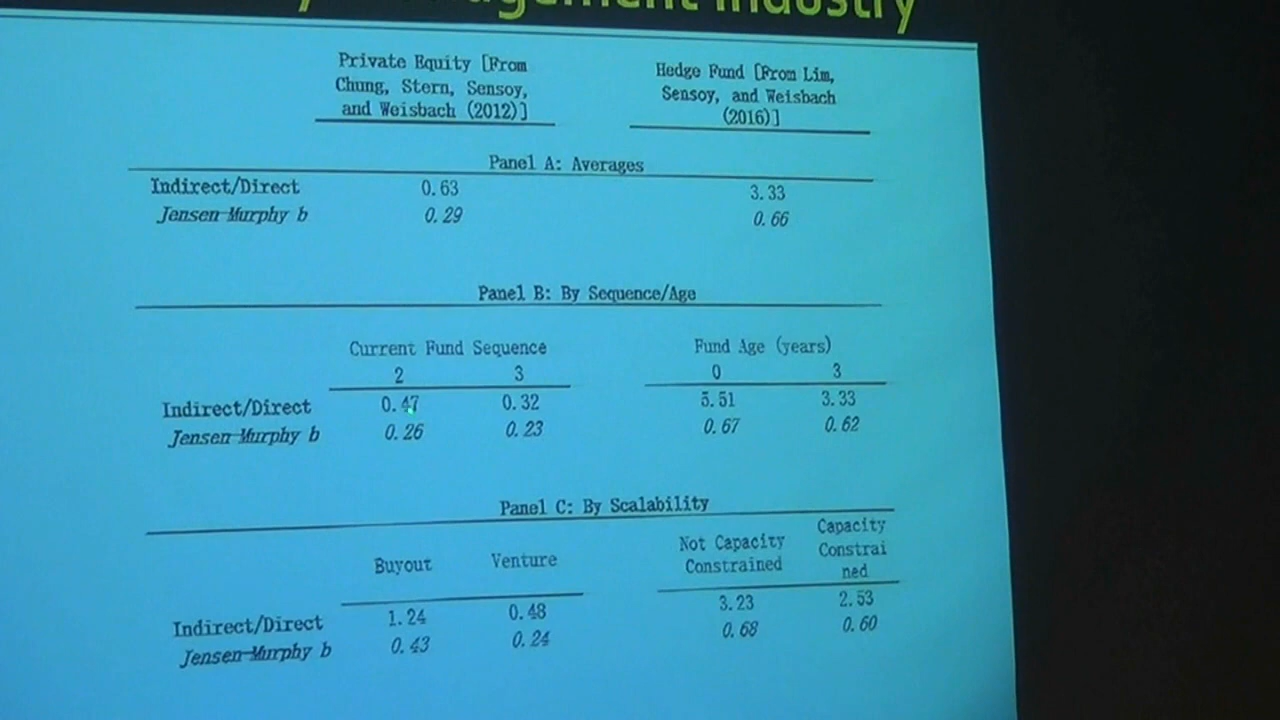 Industry
Private Equity [From
Chung, Stern, Sensoy,
and Weisbach (2012)]
Hedge Fund [From Lim,
Sensoy, and Weisbach
(2016)]
Panel A: Averages
Indirect/Direct 0.63 3.33
Jensen-Murphy b 0.29 0.66
Panel B: By Sequence/Age
Current Fund Sequence Fund Age (years)
2 3 0 3
Indirect/Direct 0.47 0.32 5.51 3.33
Jensen-Murphy b 0.26 0.23 0.67 0.62
Panel C: By Scalability
Buyout Venture
Not Capacity
Constrained
Capacity
Constrai
ned
Indirect/Direct 1.24 0.48 3.23 2.53
Jensen-Murphy b 0.43 0.24 0.68 0.60